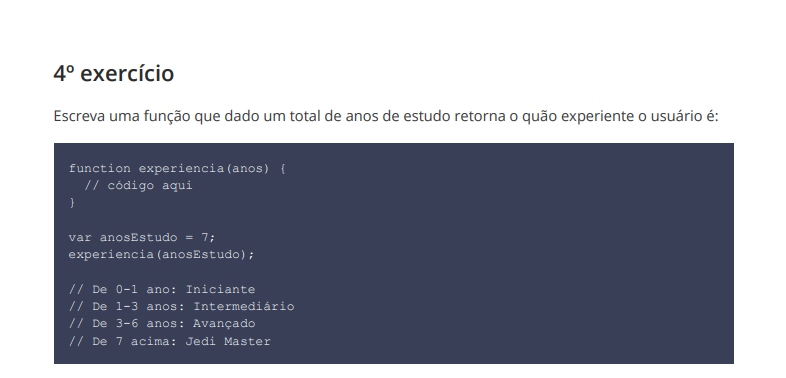 4º exercício
Escreva uma função que dado um total de anos de estudo retorna o quão experiente o usuário é:
function experiencia(anos) {
  // código aqui
}
var anosEstudo = 7;
experiencia(anosEstudo);
// De 0-1 ano: Iniciante
// De 1-3 anos: Intermediário
// De 3-6 anos: Avançado
// De 7 acima: Jedi Master